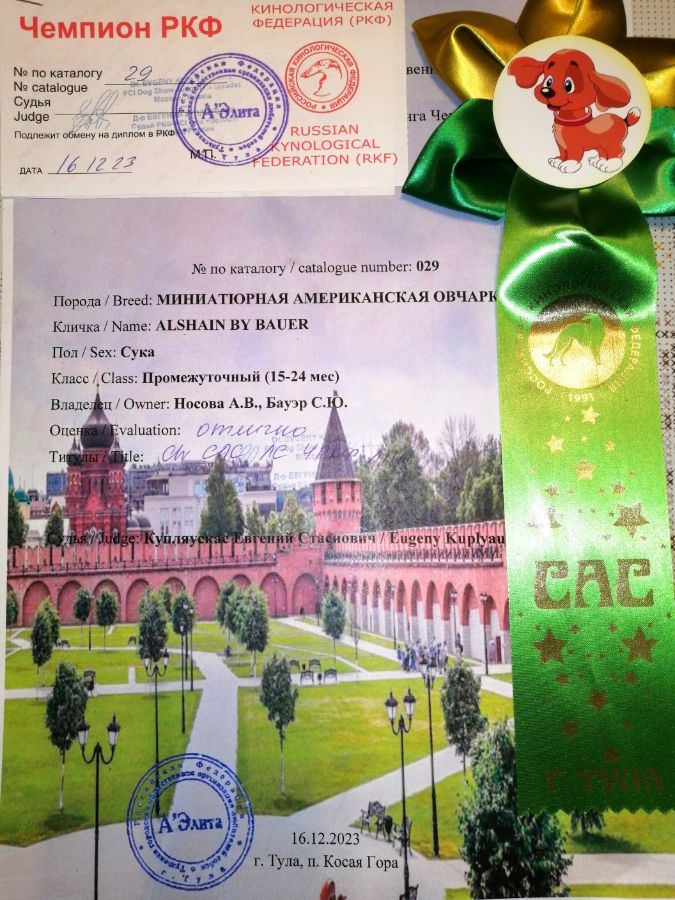 Чемпион РКФ
КИНОЛОГИЧЕСКАЯ
ФЕДЕРАЦИЯ (РКФ)
№ по каталогу 29
№ catalogue
Судья
Judge
Подлежит обмену на диплом в РКФ
М.П.
ДАТА 16 12 23
А'Элита
RUSSIAN
KYNOLOGICAL
FEDERATION (RKF)
№ по каталогу / catalogue number: 029
Порода / Breed: МИНИАТЮРНАЯ АМЕРИКАНСКАЯ ОВЧАРК
Кличка / Name: ALSHAIN BY BAUER
Пол / Sex: Сука
Класс / Class: Промежуточный (15-24 мес)
Владелец / Owner: Носова А.В., Бауэр С.Ю.
Оценка / Evaluation: отлично
Титулы / Title: CW CAC
Судья / Judge: Купляускас Евгений Стасиович / Eugeny Kuplyau
1991
CAC
г. ТУЛА
А'Элита
16.12.2023
г. Тула, п. Косая Гора